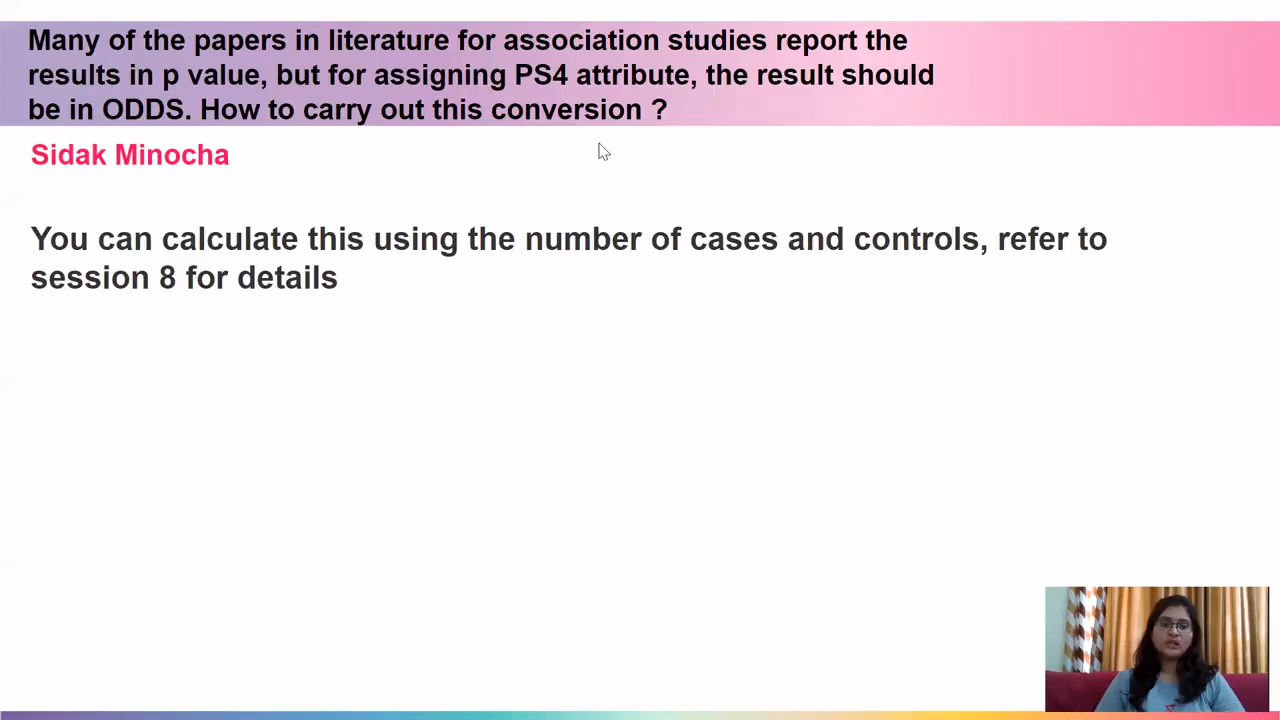 Many of the papers in literature for association studies report the
results in p value, but for assigning PS4 attribute, the result should
be in ODDS. How to carry out this conversion ?
Sidak Minocha
You can calculate this using the number of cases and controls, refer to
session 8 for details